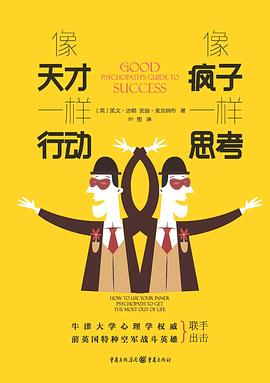 像
天才
一样
行动
像
疯子
一样
思考
GOOD
PSYCHOPATH'S GUIDE TO
SUCCESS
［英］凯文·达顿 安迪·麦克纳布 著
叶思 译
HOW TO USE YOUR INNER
PSYCHOPATH TO GET
THE MOST OUT OF LIFE
牛津大学心理学权威
前英国特种空军战斗英雄
联手
出击
重庆出版集团 重庆出版社